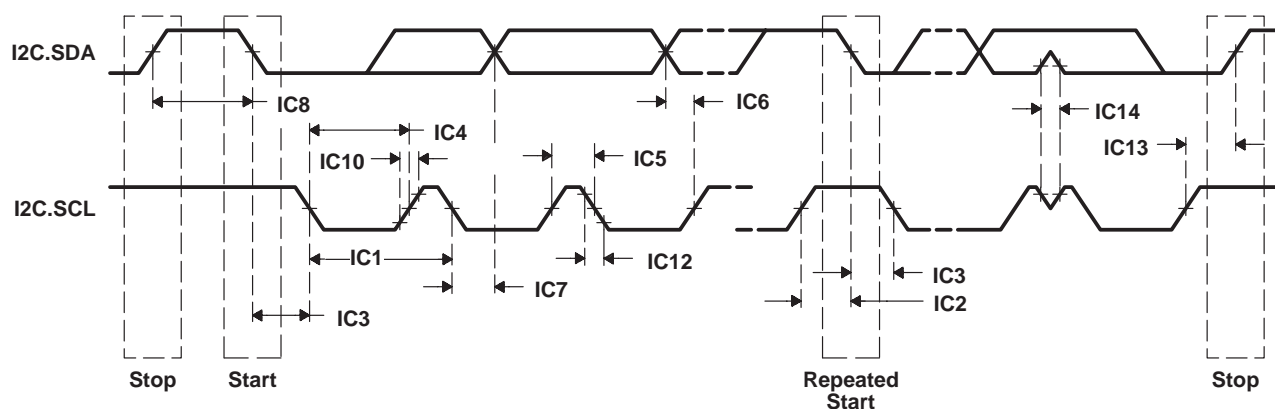 I2C.SDA
IC8
IC6
IC4
IC14
IC10
IC5
IC13
I2C.SCL
IC1
IC12
IC7
IC3
IC2
IC3
Stop
Start
Repeated
Start
Stop